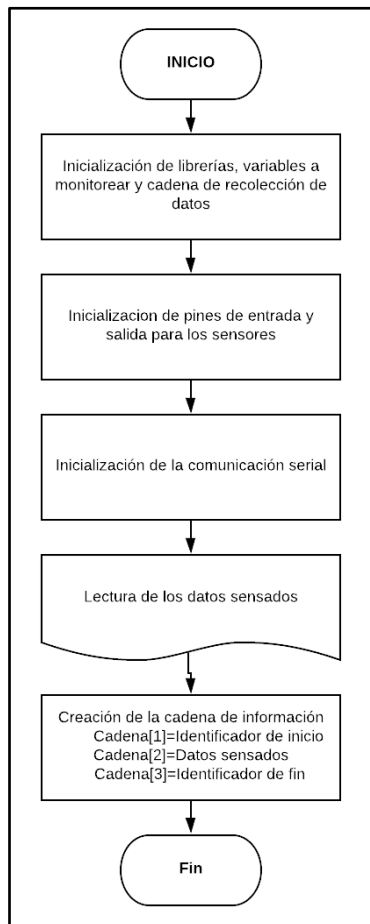 INICIO
Inicialización de librerías, variables a
monitorear y cadena de recolección de
datos
Inicializacion de pines de entrada y
salida para los sensores
Inicialización de la comunicación serial
Lectura de los datos sensados
Creación de la cadena de información
Cadena[1]=Identificador de inicio
Cadena[2]=Datos sensados
Cadena[3]=Identificador de fin
Fin